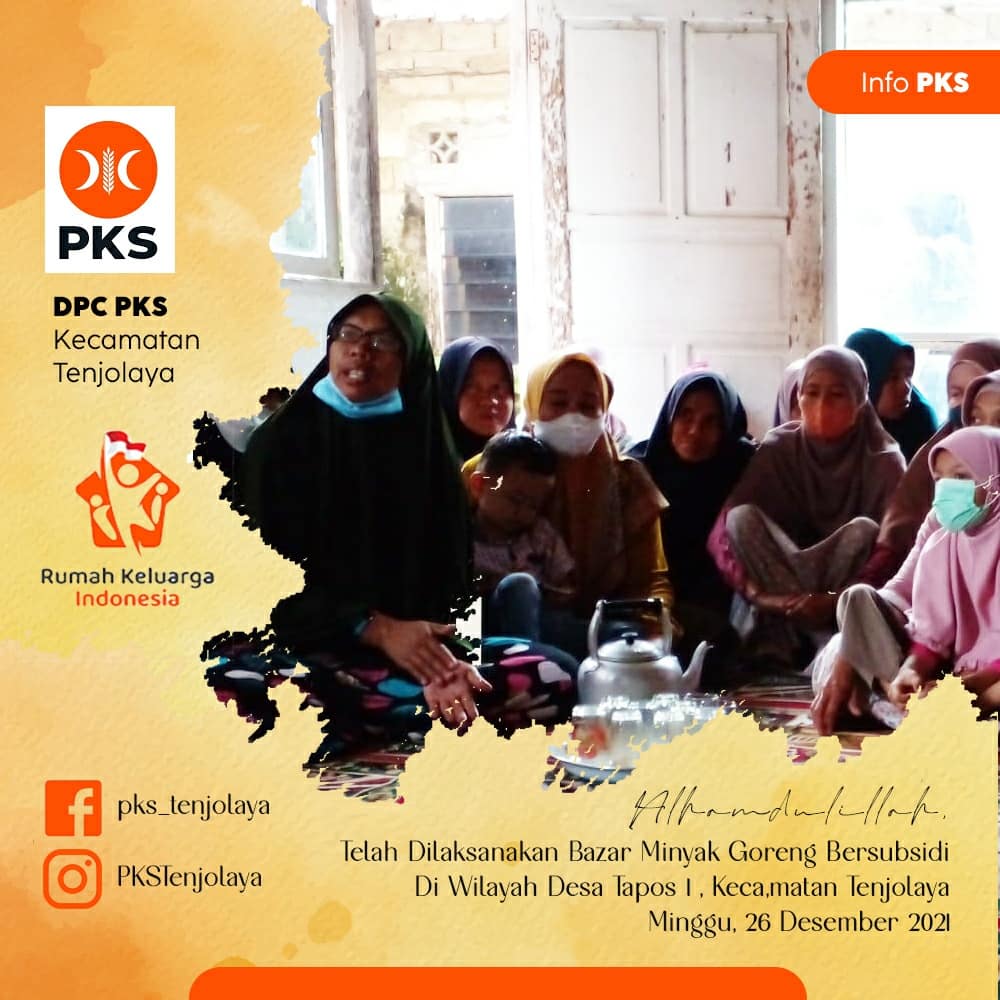 Info PKS
PKS
DPC PKS
Kecamatan
Tenjolaya
Rumah Keluarga
Indonesia
pks_tenjolaya
PKSTenjolaya
Alhamdulillah,
Telah Dilaksanakan Bazar Minyak Goreng Bersubsidi
Di Wilayah Desa Tapos 1 , Keca,matan Tenjolaya
Minggu, 26 Desember 2021